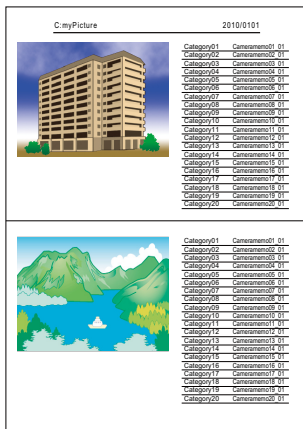 C:myPicture 2010/0101
Category01 Cameramemo01_01
Category02 Cameramemo02_01
Category03 Cameramemo03_01
Category04 Cameramemo04_01
Category05 Cameramemo05_01
Category06 Cameramemo06_01
Category07 Cameramemo07_01
Category08 Cameramemo08_01
Category09 Cameramemo09_01
Category10 Cameramemo10_01
Category11 Cameramemo11_01
Category12 Cameramemo12_01
Category13 Cameramemo13_01
Category14 Cameramemo14_01
Category15 Cameramemo15_01
Category16 Cameramemo16_01
Category17 Cameramemo17_01
Category18 Cameramemo18_01
Category19 Cameramemo19_01
Category20 Cameramemo20_01
Category01 Cameramemo01_01
Category02 Cameramemo02_01
Category03 Cameramemo03_01
Category04 Cameramemo04_01
Category05 Cameramemo05_01
Category06 Cameramemo06_01
Category07 Cameramemo07_01
Category08 Cameramemo08_01
Category09 Cameramemo09_01
Category10 Cameramemo10_01
Category11 Cameramemo11_01
Category12 Cameramemo12_01
Category13 Cameramemo13_01
Category14 Cameramemo14_01
Category15 Cameramemo15_01
Category16 Cameramemo16_01
Category17 Cameramemo17_01
Category18 Cameramemo18_01
Category19 Cameramemo19_01
Category20 Cameramemo20_01